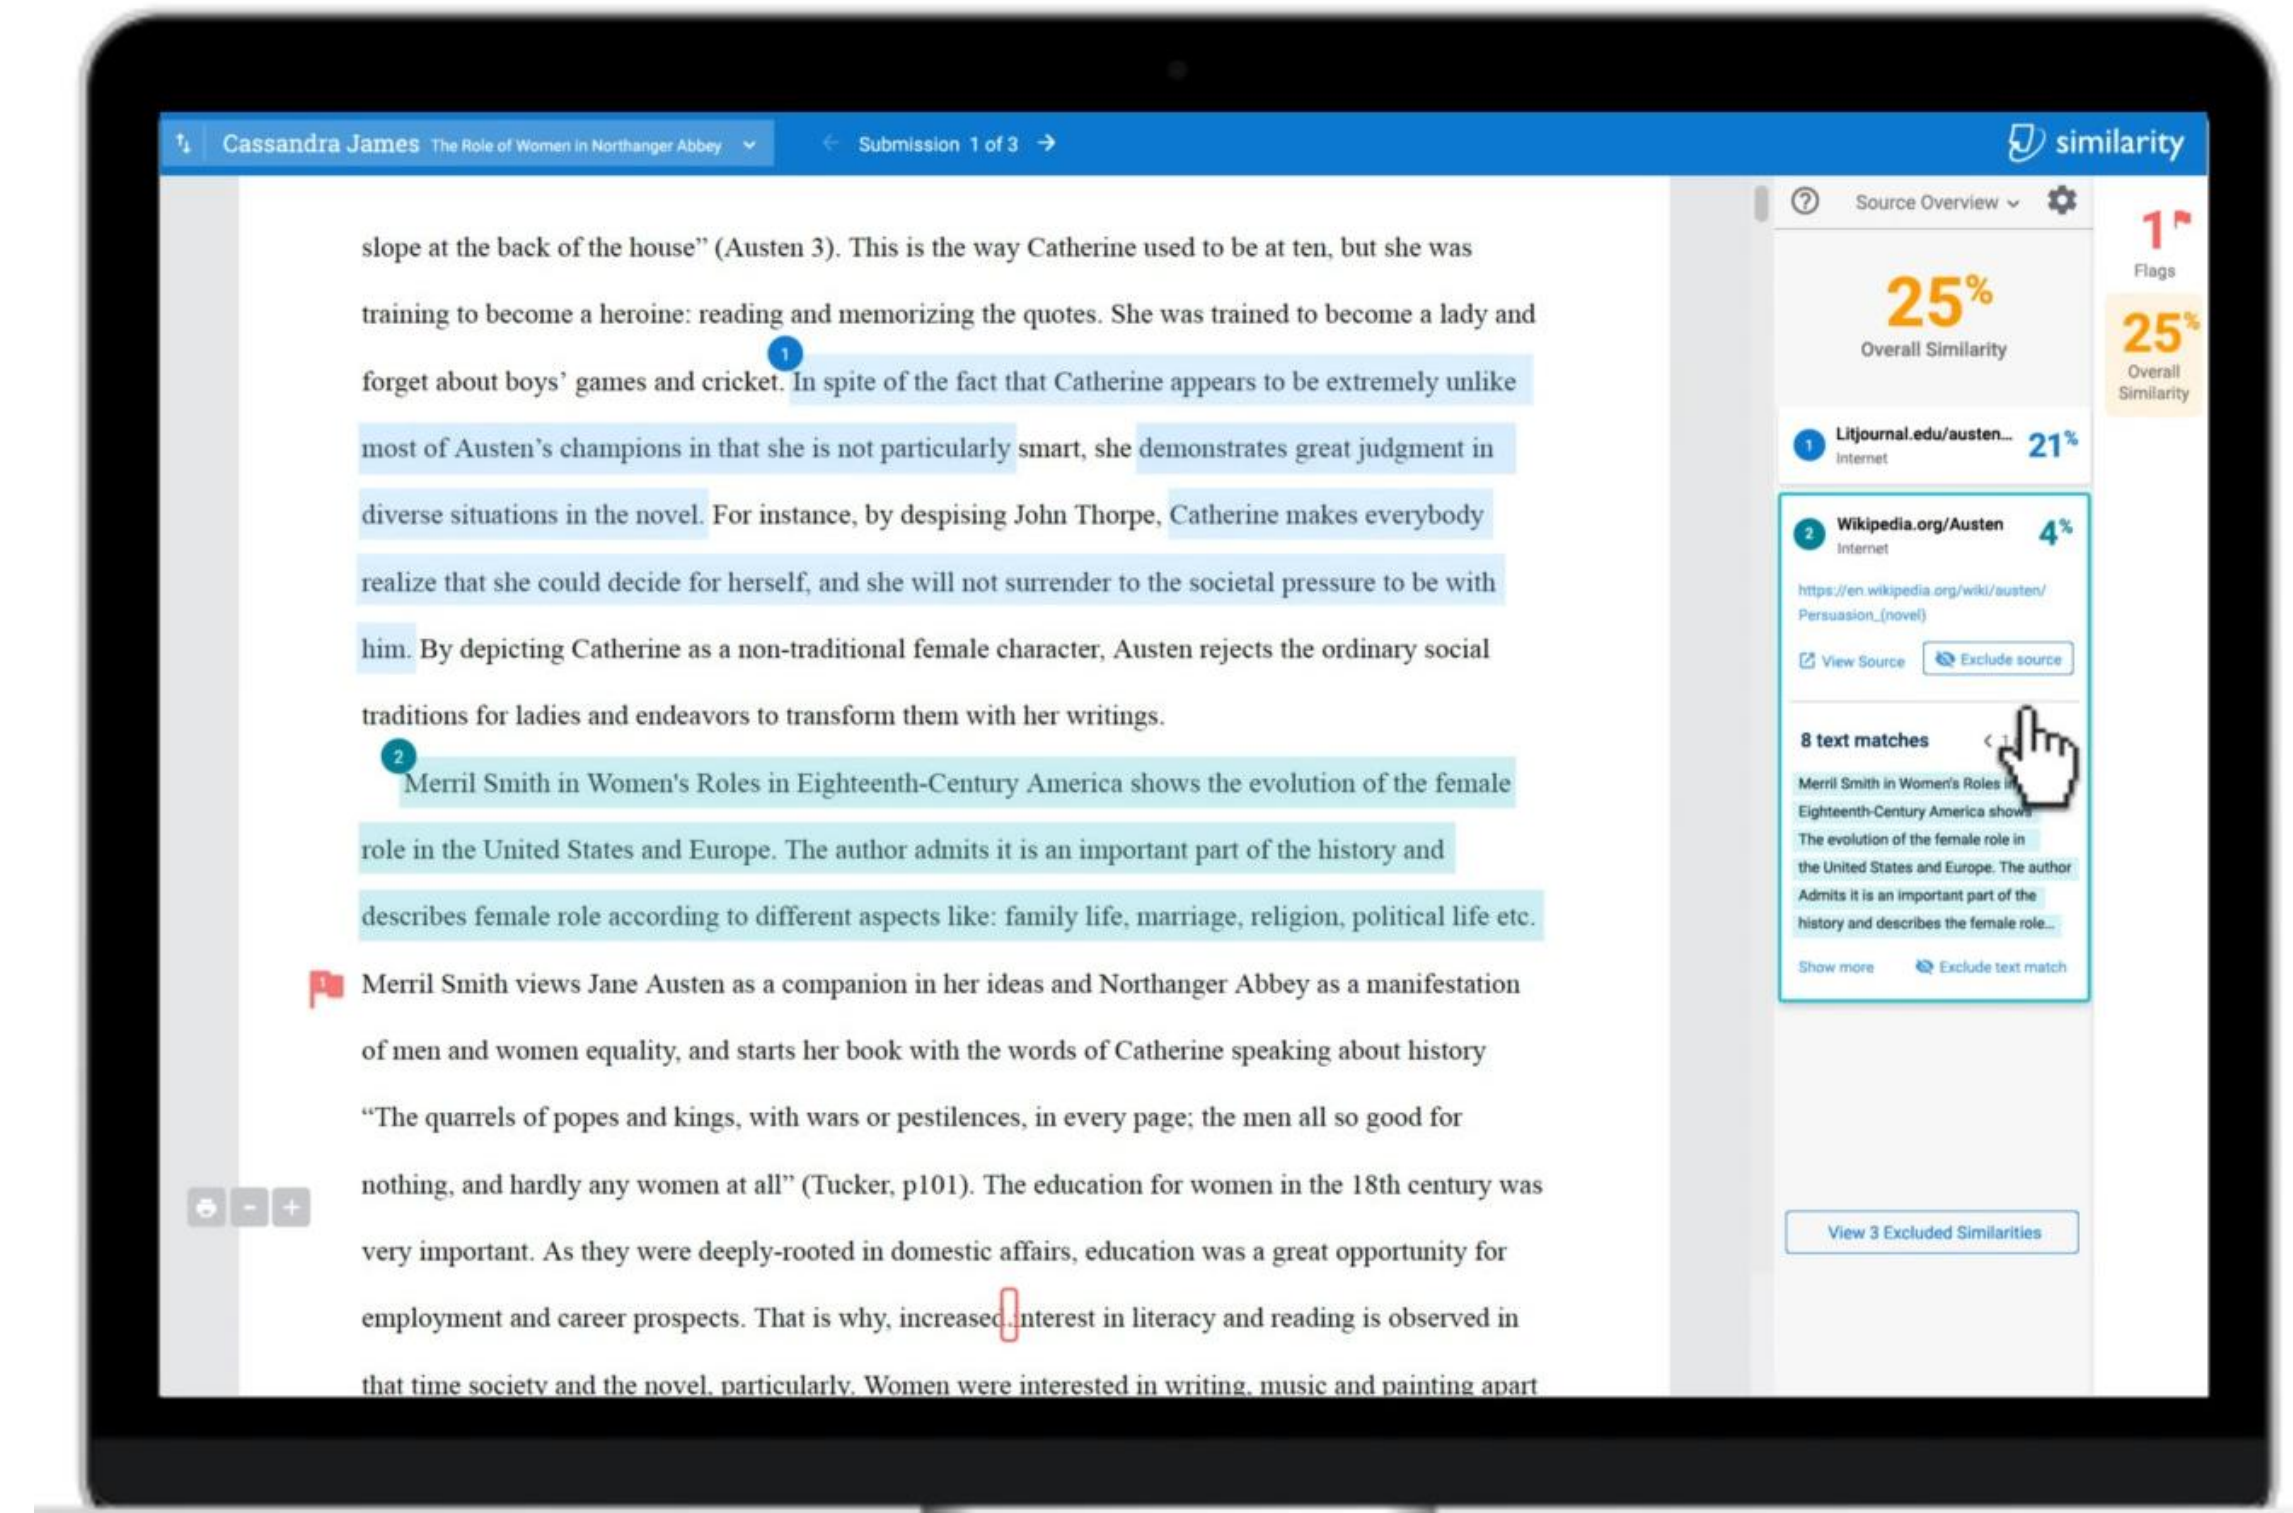 Cassandra James The Role of Women in Northanger Abbey
Submission 1 of 3
similarity
slope at the back of the house” (Austen 3). This is the way Catherine used to be at ten, but she was
training to become a heroine: reading and memorizing the quotes. She was trained to become a lady and
1
forget about boys’ games and cricket. In spite of the fact that Catherine appears to be extremely unlike
most of Austen’s champions in that she is not particularly smart, she demonstrates great judgment in
diverse situations in the novel. For instance, by despising John Thorpe, Catherine makes everybody
realize that she could decide for herself, and she will not surrender to the societal pressure to be with
him. By depicting Catherine as a non-traditional female character, Austen rejects the ordinary social
traditions for ladies and endeavors to transform them with her writings.
2
Merril Smith in Women's Roles in Eighteenth-Century America shows the evolution of the female
role in the United States and Europe. The author admits it is an important part of the history and
describes female role according to different aspects like: family life, marriage, religion, political life etc.
Merril Smith views Jane Austen as a companion in her ideas and Northanger Abbey as a manifestation
of men and women equality, and starts her book with the words of Catherine speaking about history
“The quarrels of popes and kings, with wars or pestilences, in every page; the men all so good for
nothing, and hardly any women at all” (Tucker, p101). The education for women in the 18th century was
very important. As they were deeply-rooted in domestic affairs, education was a great opportunity for
employment and career prospects. That is why, increased.interest in literacy and reading is observed in
that time society and the novel, particularly. Women were interested in writing, music and painting apart
Source Overview
25%
Overall Similarity
1
Litjournal.edu/austen...
21%
Internet
2
Wikipedia.org/Austen
4%
Internet
https://en.wikipedia.org/wiki/austen/
Persuasion_(novel)
View Source
Exclude source
8 text matches
Merril Smith in Women's Roles in
Eighteenth-Century America shows
The evolution of the female role in
the United States and Europe. The author
Admits it is an important part of the
history and describes the female role...
Show more
Exclude text match
View 3 Excluded Similarities
1
Flags
25%
Overall
Similarity